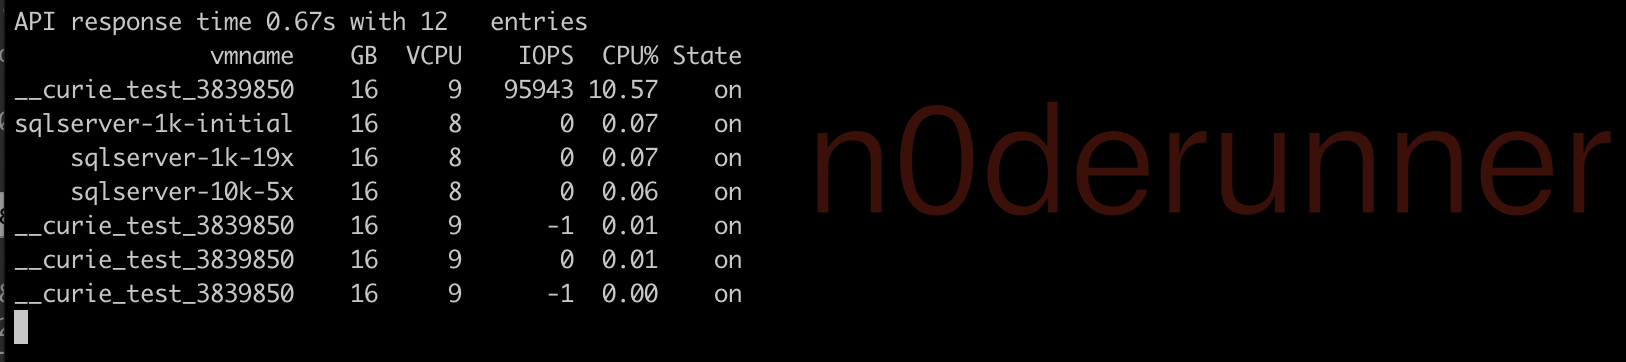 API response time 0.67s with 12   entries
vmname    GB  VCPU    IOPS  CPU% State
__curie_test_3839850    16     9   95943 10.57    on
sqlserver-1k-initial    16     8       0  0.07    on
sqlserver-1k-19x    16     8       0  0.07    on
sqlserver-10k-5x    16     8       0  0.06    on
__curie_test_3839850    16     9      -1  0.01    on
__curie_test_3839850    16     9       0  0.01    on
__curie_test_3839850    16     9      -1  0.00    on
n0derunner